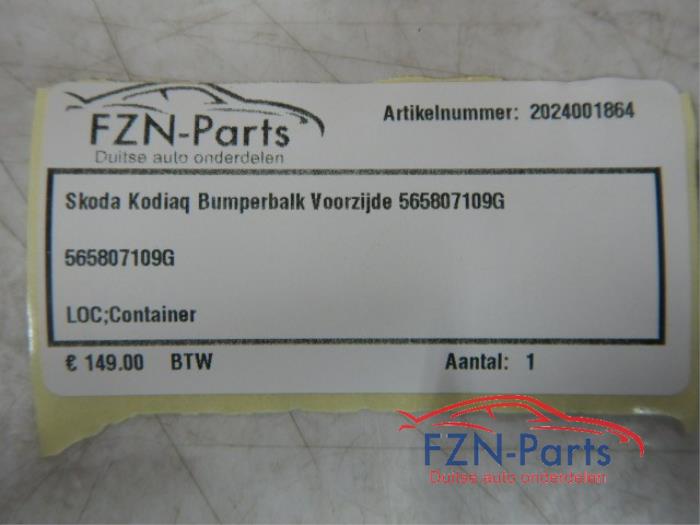 FZN-Parts
Duitse auto onderdelen
Artikelnummer: 2024001864
Skoda Kodiaq Bumperbalk Voorzijde 565807109G
565807109G
LOC;Container
€ 149.00 BTW
Aantal: 1
FZN-Parts
Duitse auto onderdelen